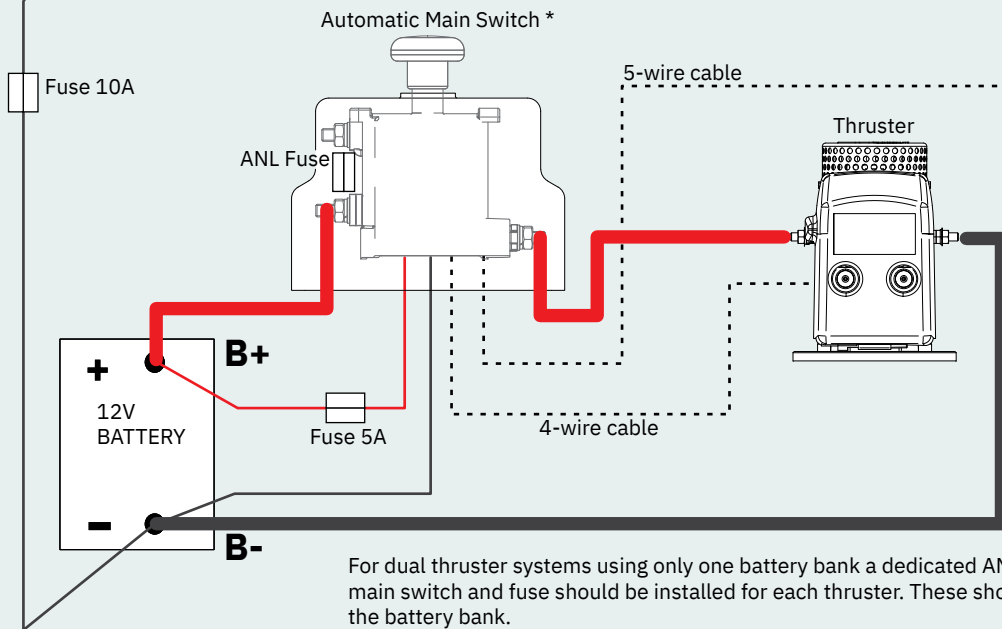 Automatic Main Switch *
Fuse 10A
5-wire cable
Thruster
ANL Fuse
+
B+
12V
BATTERY
Fuse 5A
4-wire cable
-
B-
For dual thruster systems using only one battery bank a dedicated
main switch and fuse should be installed for each thruster. These
the battery bank.